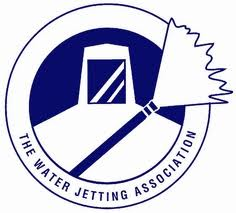 THE WATER JETTING ASSOCIATION